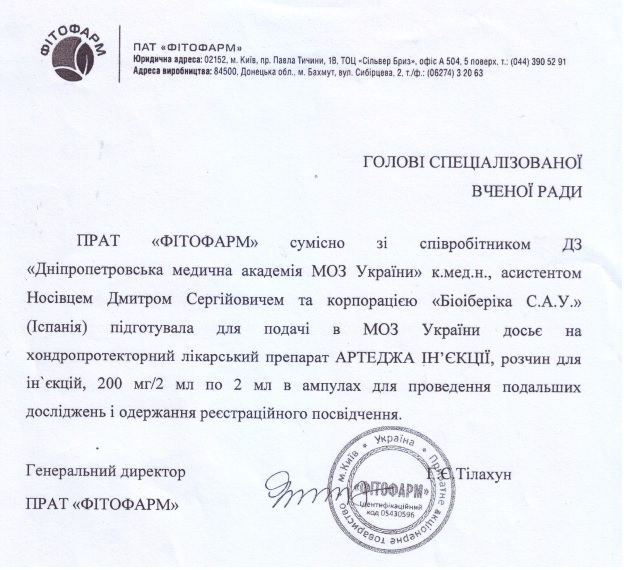 ФІТОФАРМ
ПАТ «ФІТОФАРМ»
Юридична адреса: 02152, м. Київ, пр. Павла Тичини, 1В, ТОЦ «Сільвер Бриз», офіс А 504, 5 поверх, т.: (044) 390 52 91
Адреса виробництва: 84500, Донецька обл., м. Бахмут, вул. Сибірцева, 2, т./ф.: (06274) 3 20 63
ГОЛОВІ СПЕЦІАЛІЗОВАНОЇ
ВЧЕНОЇ РАДИ
ПРАТ «ФІТОФАРМ» сумісно зі співробітником ДЗ
«Дніпропетровська медична академія МОЗ України» к.мед.н., асистентом
Носівцем Дмитром Сергійовичем та корпорацією «Біоіберіка С.А.У.»
(Іспанія) підготувала для подачі в МОЗ України досьє на
хондропротекторний лікарський препарат АРТЕДЖА ІН’ЄКЦІЇ, розчин для
ін`єкцій, 200 мг/2 мл по 2 мл в ампулах для проведення подальших
досліджень і одержання реєстраційного посвідчення.
Генеральний директор
Г.Є.Тілахун
ПРАТ «ФІТОФАРМ»
Україна * Приватне акціонерне товариство * м.Київ *
«ФІТОФАРМ»
Ідентифікаційний
код 05430596